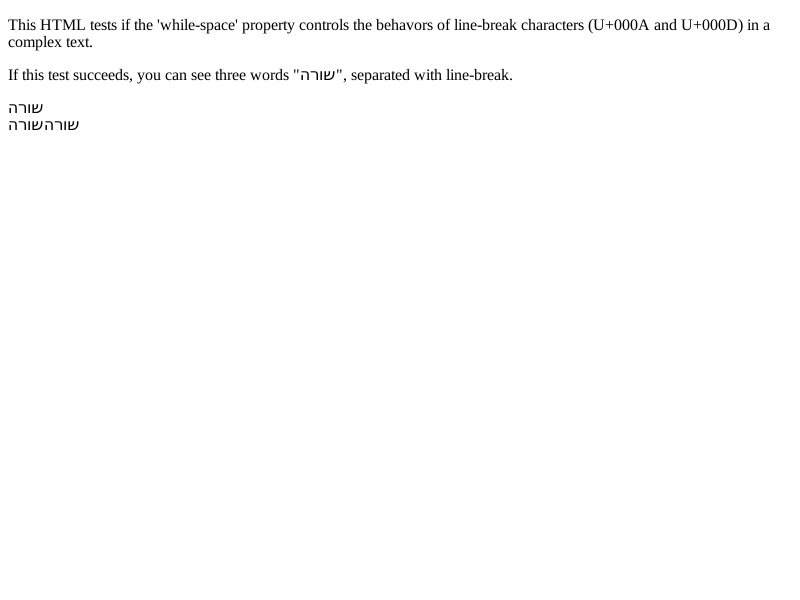 This HTML tests if the 'while-space' property controls the behavors of line-break characters (U+000A and U+000D) in a
complex text.
If this test succeeds, you can see three words "שורה", separated with line-break.
שורה
שורהשורה